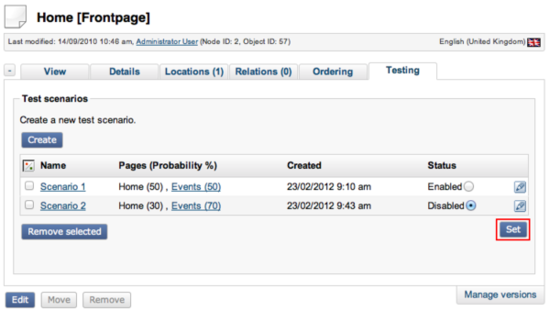 Home [Frontpage]
Last modified: 14/09/2010 10:46 am, Administrator User (Node ID: 2, Object ID: 57) English (United Kingdom)
- View Details Locations (1) Relations (0) Ordering Testing
Test scenarios
Create a new test scenario.
Create
Name Pages (Probability %) Created Status
Scenario 1 Home (50) , Events (50) 23/02/2012 9:10 am Enabled
Scenario 2 Home (30) , Events (70) 23/02/2012 9:43 am Disabled
Remove selected Set
Edit Move Remove Manage versions